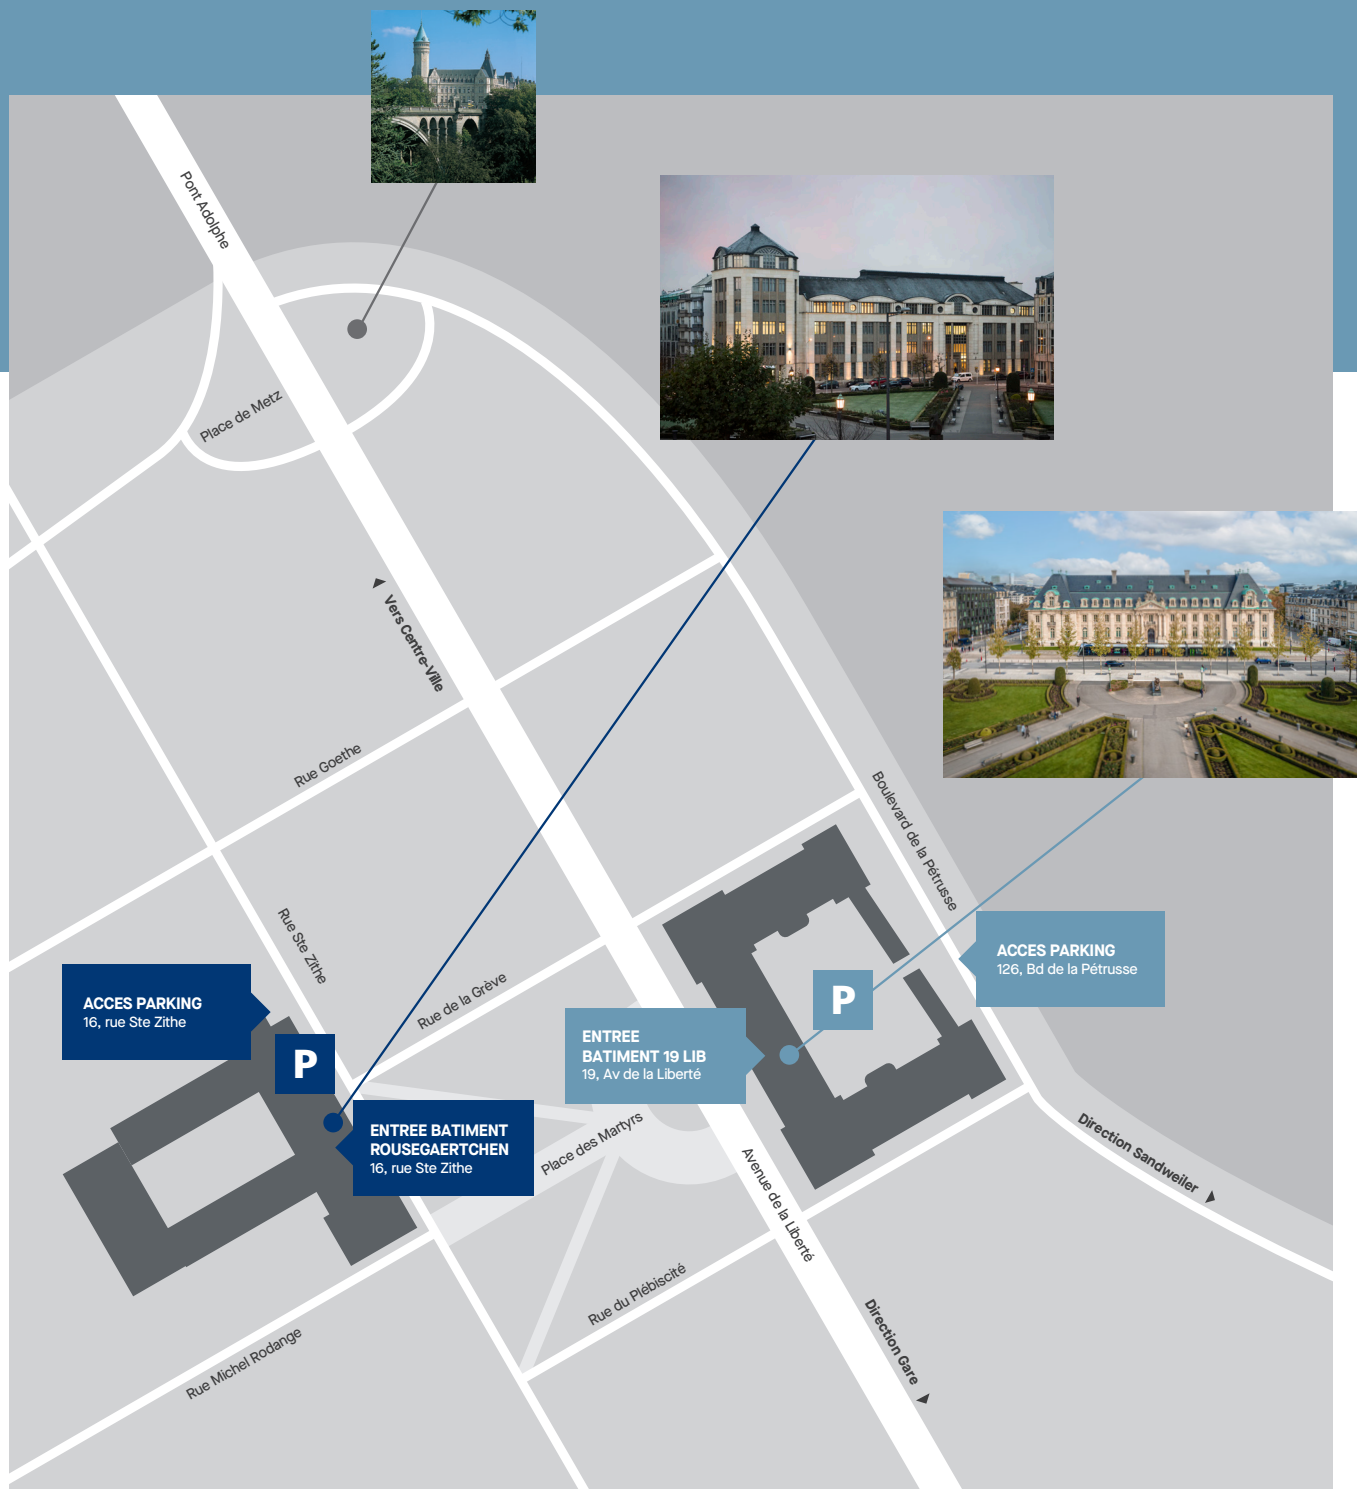 Pont Adolphe
Place de Metz
Vers Centre-Ville
Rue Goethe
Boulevard de la Pétrusse
Rue Ste Zithe
ACCES PARKING
126, Bd de la Pétrusse
ACCES PARKING
16, rue Ste Zithe
Rue de la Grève
P
ENTREE
BATIMENT 19 LIB
19, Av de la Liberté
P
ENTREE BATIMENT
ROUSEGAERTCHEN
16, rue Ste Zithe
Place des Martyrs
Direction Sandweiler
Avenue de la Liberté
Rue du Plébiscité
Direction Gare
Rue Michel Rodange